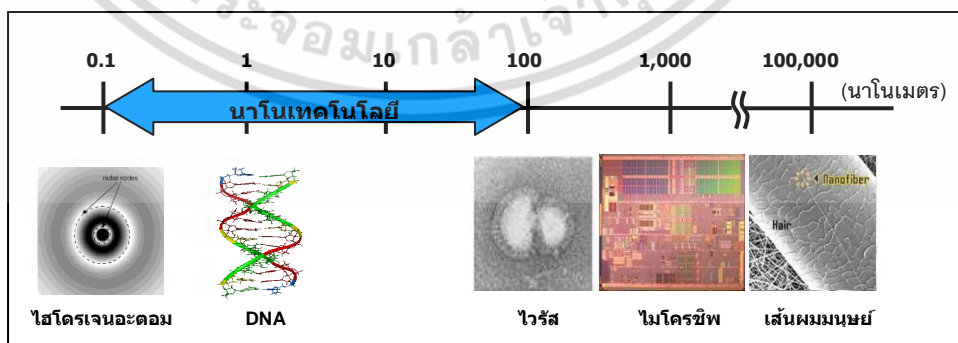 0.1 1 10 100 1,000 100,000
(นาโนเมตร)
นาโนเทคโนโลยี
radial nodes
Nanofiber
Hair
ไฮโดรเจนอะตอม DNA ไวรัส ไมโครชิพ เส้นผมมนุษย์